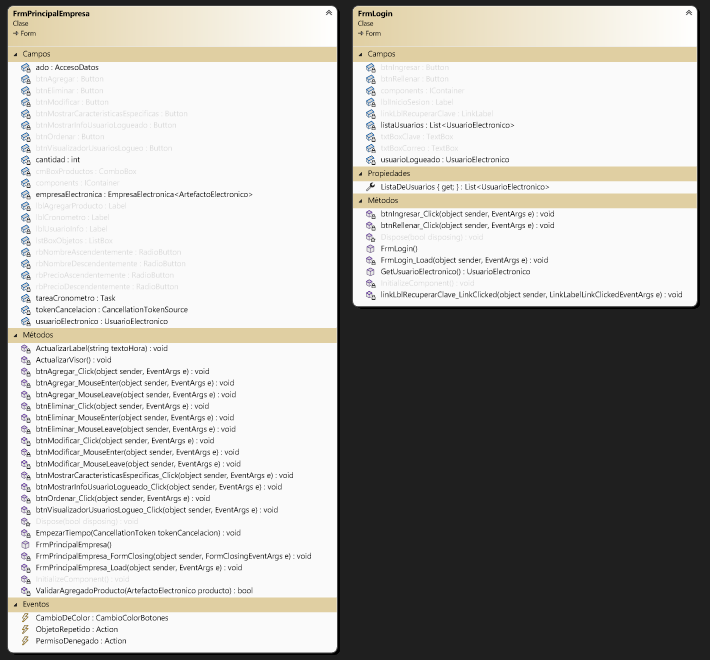 FrmPrincipalEmpresa
Clase
→ Form
Campos
ado : AccesoDatos
btnAgregar : Button
btnEliminar : Button
btnModificar : Button
btnMostrarCaracteristicasEspecificas : Button
btnMostrarInfoUsuarioLogueado : Button
btnOrdenar : Button
btnVisualizadorUsuariosLogueo : Button
cantidad : int
cmBoxProductos : ComboBox
components : IContainer
empresaElectronica : EmpresaElectronica<ArtefactoElectronico>
lblAgregarProducto : Label
lblCronometro : Label
lblUsuarioInfo : Label
lstBoxObjetos : ListBox
rbNombreAscendentemente : RadioButton
rbNombreDescendentemente : RadioButton
rbPrecioAscendentemente : RadioButton
rbPrecioDescendentemente : RadioButton
tareaCronometro : Task
tokenCancelacion : CancellationTokenSource
usuarioElectronico : UsuarioElectronico
Métodos
ActualizarLabel(string textoHora) : void
ActualizarVisor() : void
btnAgregar_Click(object sender, EventArgs e) : void
btnAgregar_MouseEnter(object sender, EventArgs e) : void
btnAgregar_MouseLeave(object sender, EventArgs e) : void
btnEliminar_Click(object sender, EventArgs e) : void
btnEliminar_MouseEnter(object sender, EventArgs e) : void
btnEliminar_MouseLeave(object sender, EventArgs e) : void
btnModificar_Click(object sender, EventArgs e) : void
btnModificar_MouseEnter(object sender, EventArgs e) : void
btnModificar_MouseLeave(object sender, EventArgs e) : void
btnMostrarCaracteristicasEspecificas_Click(object sender, EventArgs e) : void
btnMostrarInfoUsuarioLogueado_Click(object sender, EventArgs e) : void
btnOrdenar_Click(object sender, EventArgs e) : void
btnVisualizadorUsuariosLogueo_Click(object sender, EventArgs e) : void
Dispose(bool disposing) : void
EmpezarTiempo(CancellationToken tokenCancelacion) : void
FrmPrincipalEmpresa()
FrmPrincipalEmpresa_FormClosing(object sender, FormClosingEventArgs e) : void
FrmPrincipalEmpresa_Load(object sender, EventArgs e) : void
InitializeComponent() : void
ValidarAgregadoProducto(ArtefactoElectronico producto) : bool
Eventos
CambioDeColor : CambioColorBotones
ObjetoRepetido : Action
PermisoDenegado : Action
FrmLogin
Clase
→ Form
Campos
btnIngresar : Button
btnRellenar : Button
components : IContainer
lblInicioSesion : Label
linkLblRecuperarClave : LinkLabel
listaUsuarios : List<UsuarioElectronico>
txtBoxClave : TextBox
txtBoxCorreo : TextBox
usuarioLogueado : UsuarioElectronico
Propiedades
ListaDeUsuarios { get; } : List<UsuarioElectronico>
Métodos
btnIngresar_Click(object sender, EventArgs e) : void
btnRellenar_Click(object sender, EventArgs e) : void
Dispose(bool disposing) : void
FrmLogin()
FrmLogin_Load(object sender, EventArgs e) : void
GetUsuarioElectronico() : UsuarioElectronico
InitializeComponent() : void
linkLblRecuperarClave_LinkClicked(object sender, LinkLabelLinkClickedEventArgs e) : void